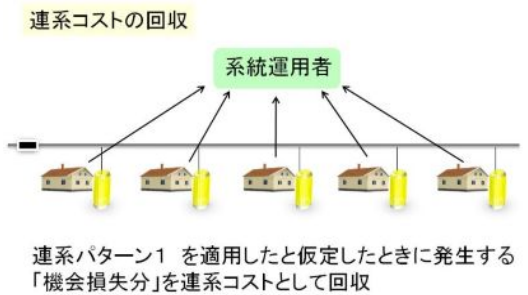 連系コストの回収
系統運用者
連系パターン1 を適用したと仮定したときに発生する
「機会損失分」を連系コストとして回収